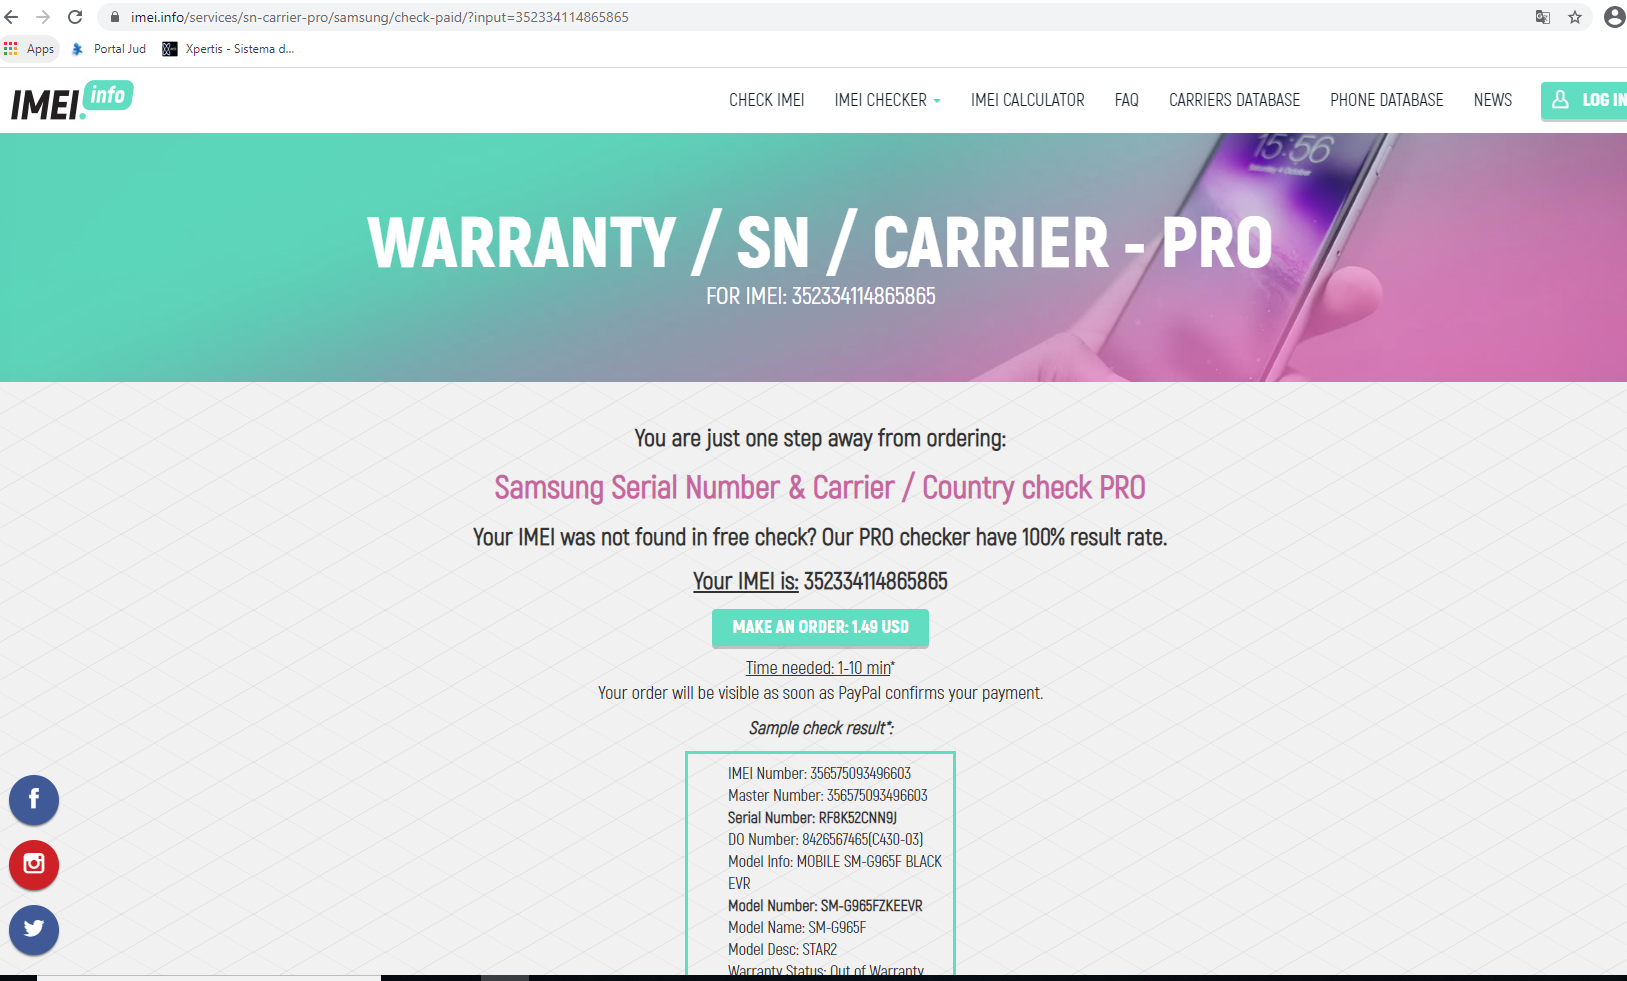 imei.info/services/sn-carrier-pro/samsung/check-paid/?input=352334114865865
Apps Portal Jud Xpertis - Sistema d...
IMEI.info CHECK IMEI IMEI CHECKER IMEI CALCULATOR FAQ CARRIERS DATABASE PHONE DATABASE NEWS LOG IN
15:56
Saturday 4 October
WARRANTY / SN / CARRIER - PRO
FOR IMEI: 352334114865865
You are just one step away from ordering:
Samsung Serial Number & Carrier / Country check PRO
Your IMEI was not found in free check? Our PRO checker have 100% result rate.
Your IMEI is: 352334114865865
MAKE AN ORDER: 1.49 USD
Time needed: 1-10 min*
Your order will be visible as soon as PayPal confirms your payment.
Sample check result*:
IMEI Number: 356575093496603
Master Number: 356575093496603
Serial Number: RF8K52CNN9J
DO Number: 8426567465(C430-03)
Model Info: MOBILE SM-G965F BLACK
EVR
Model Number: SM-G965FZKEEVR
Model Name: SM-G965F
Model Desc: STAR2
Warranty Status: Out of Warranty